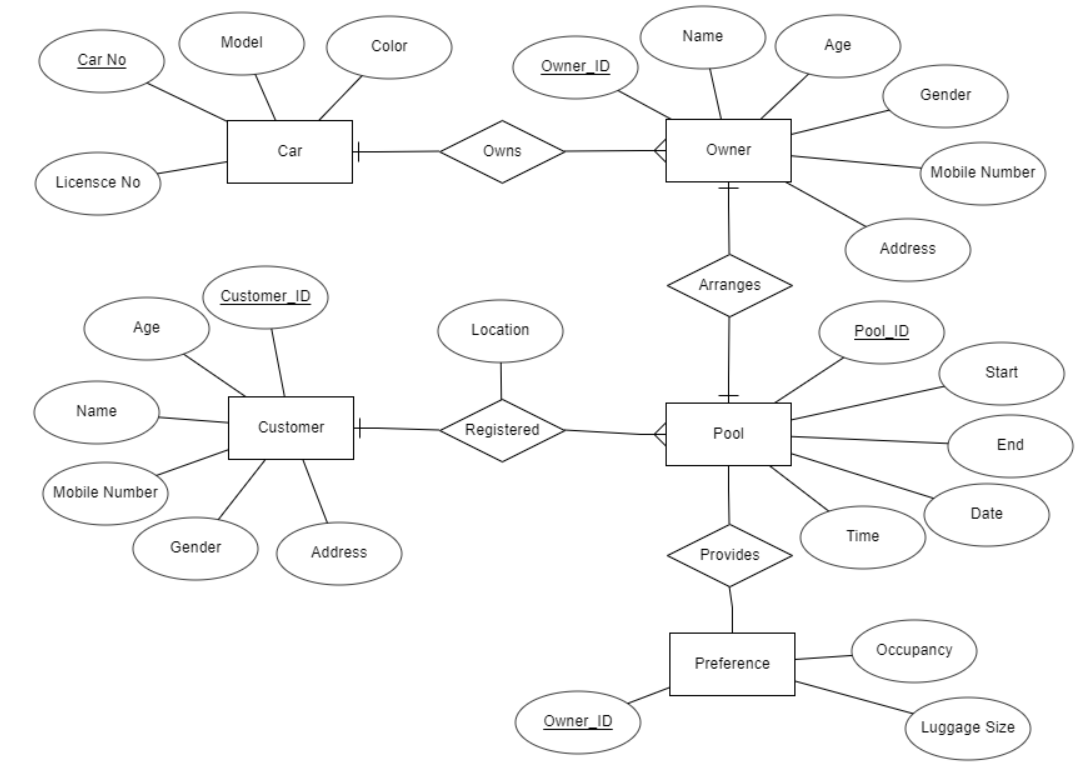 Car No
Model
Color
Licensce No
Car
Owns
Owner_ID
Name
Age
Gender
Mobile Number
Address
Owner
Arranges
Customer_ID
Age
Name
Mobile Number
Gender
Address
Customer
Location
Registered
Pool_ID
Start
End
Date
Time
Pool
Provides
Preference
Occupancy
Luggage Size
Owner_ID